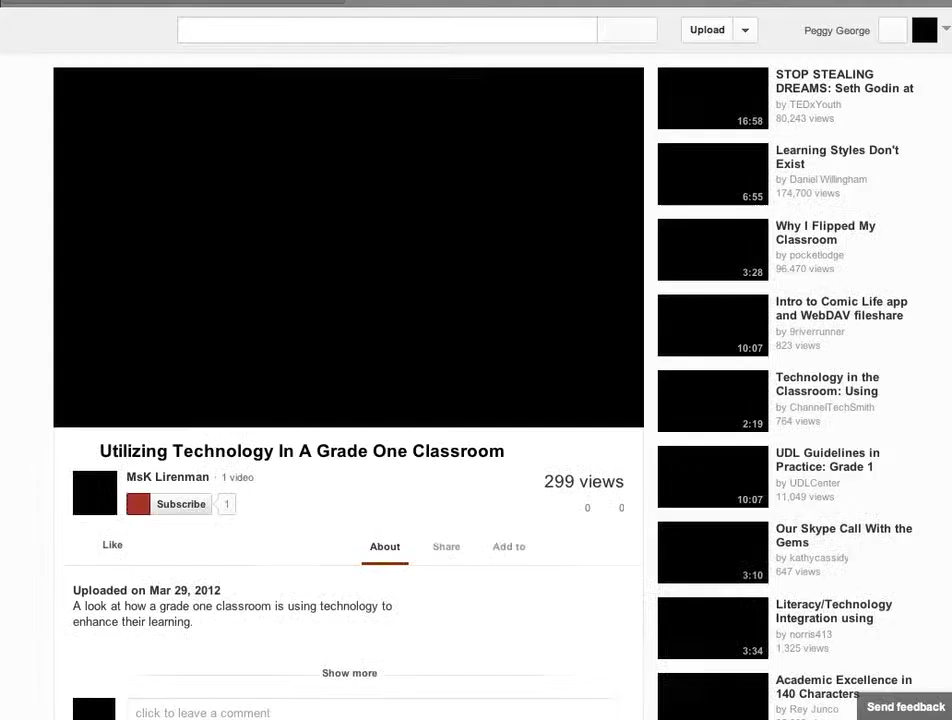 Upload
Peggy George
Utilizing Technology In A Grade One Classroom
MsK Lirenman · 1 video
Subscribe 1
299 views
0 0
Like
About
Share
Add to
Uploaded on Mar 29, 2012
A look at how a grade one classroom is using technology to
enhance their learning.
Show more
click to leave a comment
16:58
STOP STEALING
DREAMS: Seth Godin at
by TEDxYouth
80,243 views
6:55
Learning Styles Don't
Exist
by Daniel Willingham
174,700 views
3:28
Why I Flipped My
Classroom
by pocketlodge
96,470 views
10:07
Intro to Comic Life app
and WebDAV fileshare
by 9riverrunner
823 views
2:19
Technology in the
Classroom: Using
by ChannelTechSmith
764 views
10:07
UDL Guidelines in
Practice: Grade 1
by UDLCenter
11,049 views
3:10
Our Skype Call With the
Gems
by kathycassidy
647 views
3:34
Literacy/Technology
Integration using
by norris413
1,325 views
Academic Excellence in
140 Characters
by Rey Junco
Send feedback